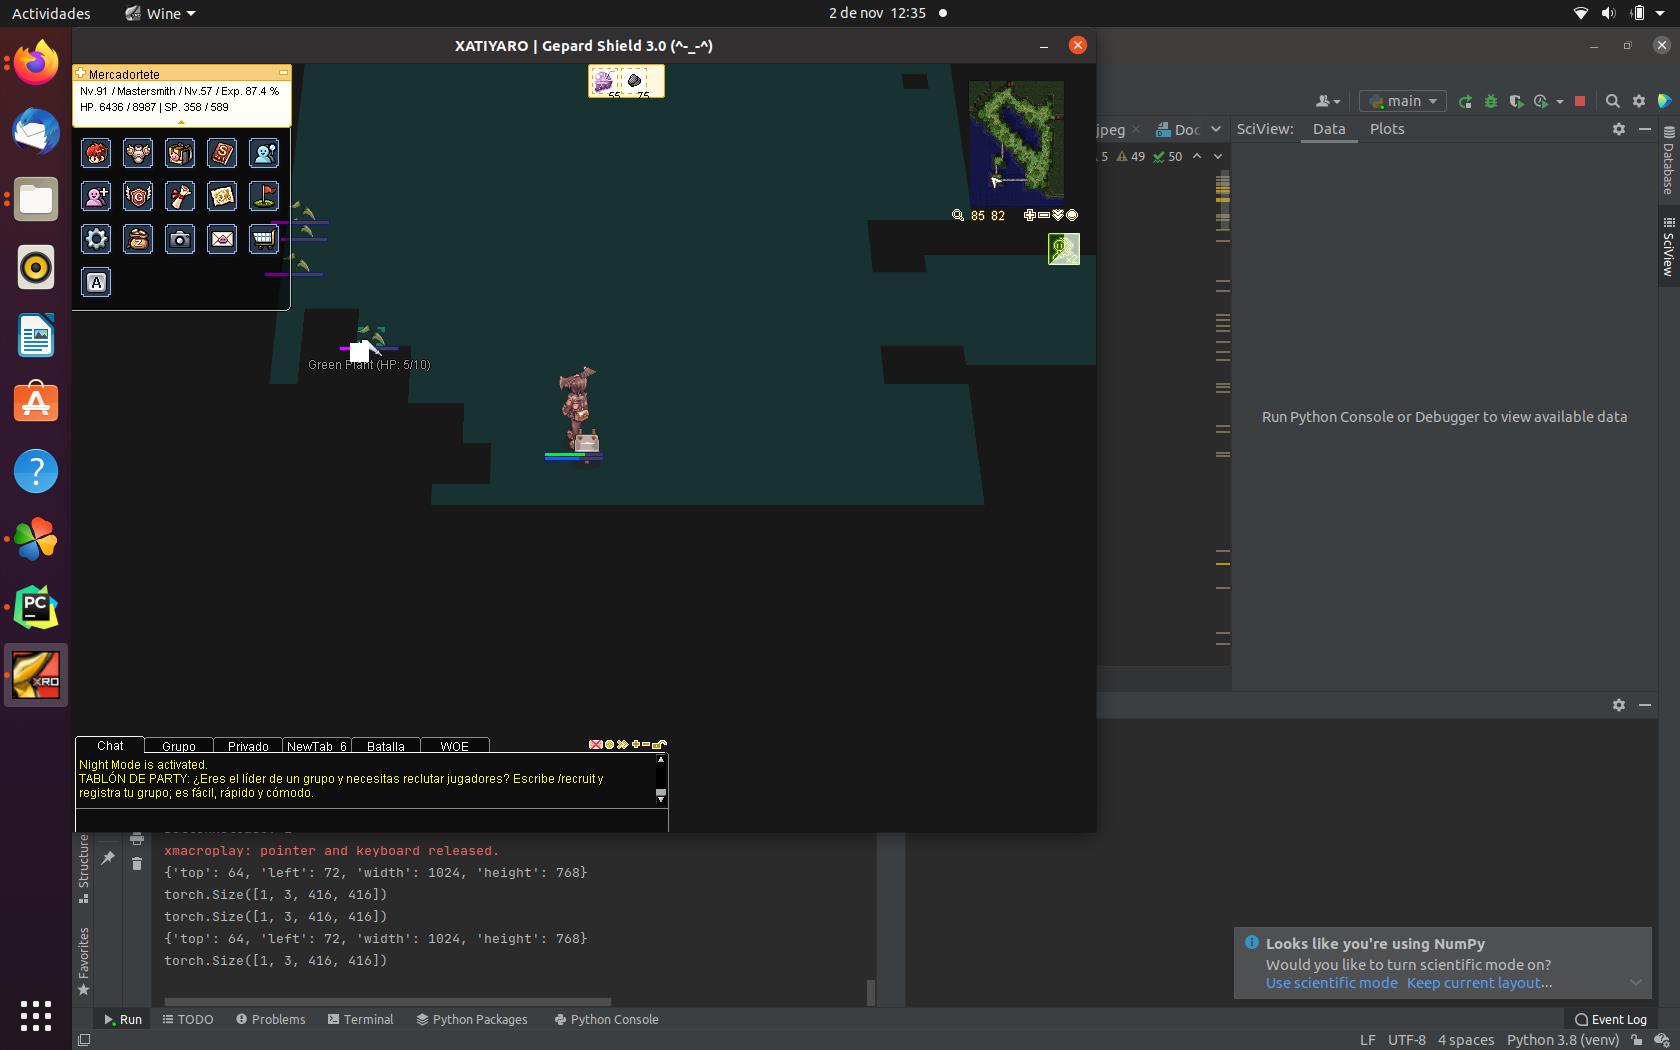 Actividades
Wine
2 de nov 12:35
XATIYARO | Gepard Shield 3.0 (^-_-^)
Mercadortete
Nv.91 / Mastersmith / Nv.57 / Exp. 87.4 %
HP. 6436 / 8987 | SP. 358 / 589
55 75
A
85 82
x2
Green Plant (HP: 5/10)
Chat Grupo Privado NewTab_6 Batalla WOE
Night Mode is activated.
TABLÓN DE PARTY: ¿Eres el líder de un grupo y necesitas reclutar jugadores? Escribe /recruit y
registra tu grupo; es fácil, rápido y cómodo.
main
jpeg
Doc
SciView: Data Plots
5 49 50
Database
SciView
Run Python Console or Debugger to view available data
PC
XRO
xmacroplay: pointer and keyboard released.
{'top': 64, 'left': 72, 'width': 1024, 'height': 768}
torch.Size([1, 3, 416, 416])
torch.Size([1, 3, 416, 416])
{'top': 64, 'left': 72, 'width': 1024, 'height': 768}
torch.Size([1, 3, 416, 416])
Structure
Favorites
Looks like you're using NumPy
Would you like to turn scientific mode on?
Use scientific mode Keep current layout...
Run TODO Problems Terminal Python Packages Python Console
Event Log
LF UTF-8 4 spaces Python 3.8 (venv)